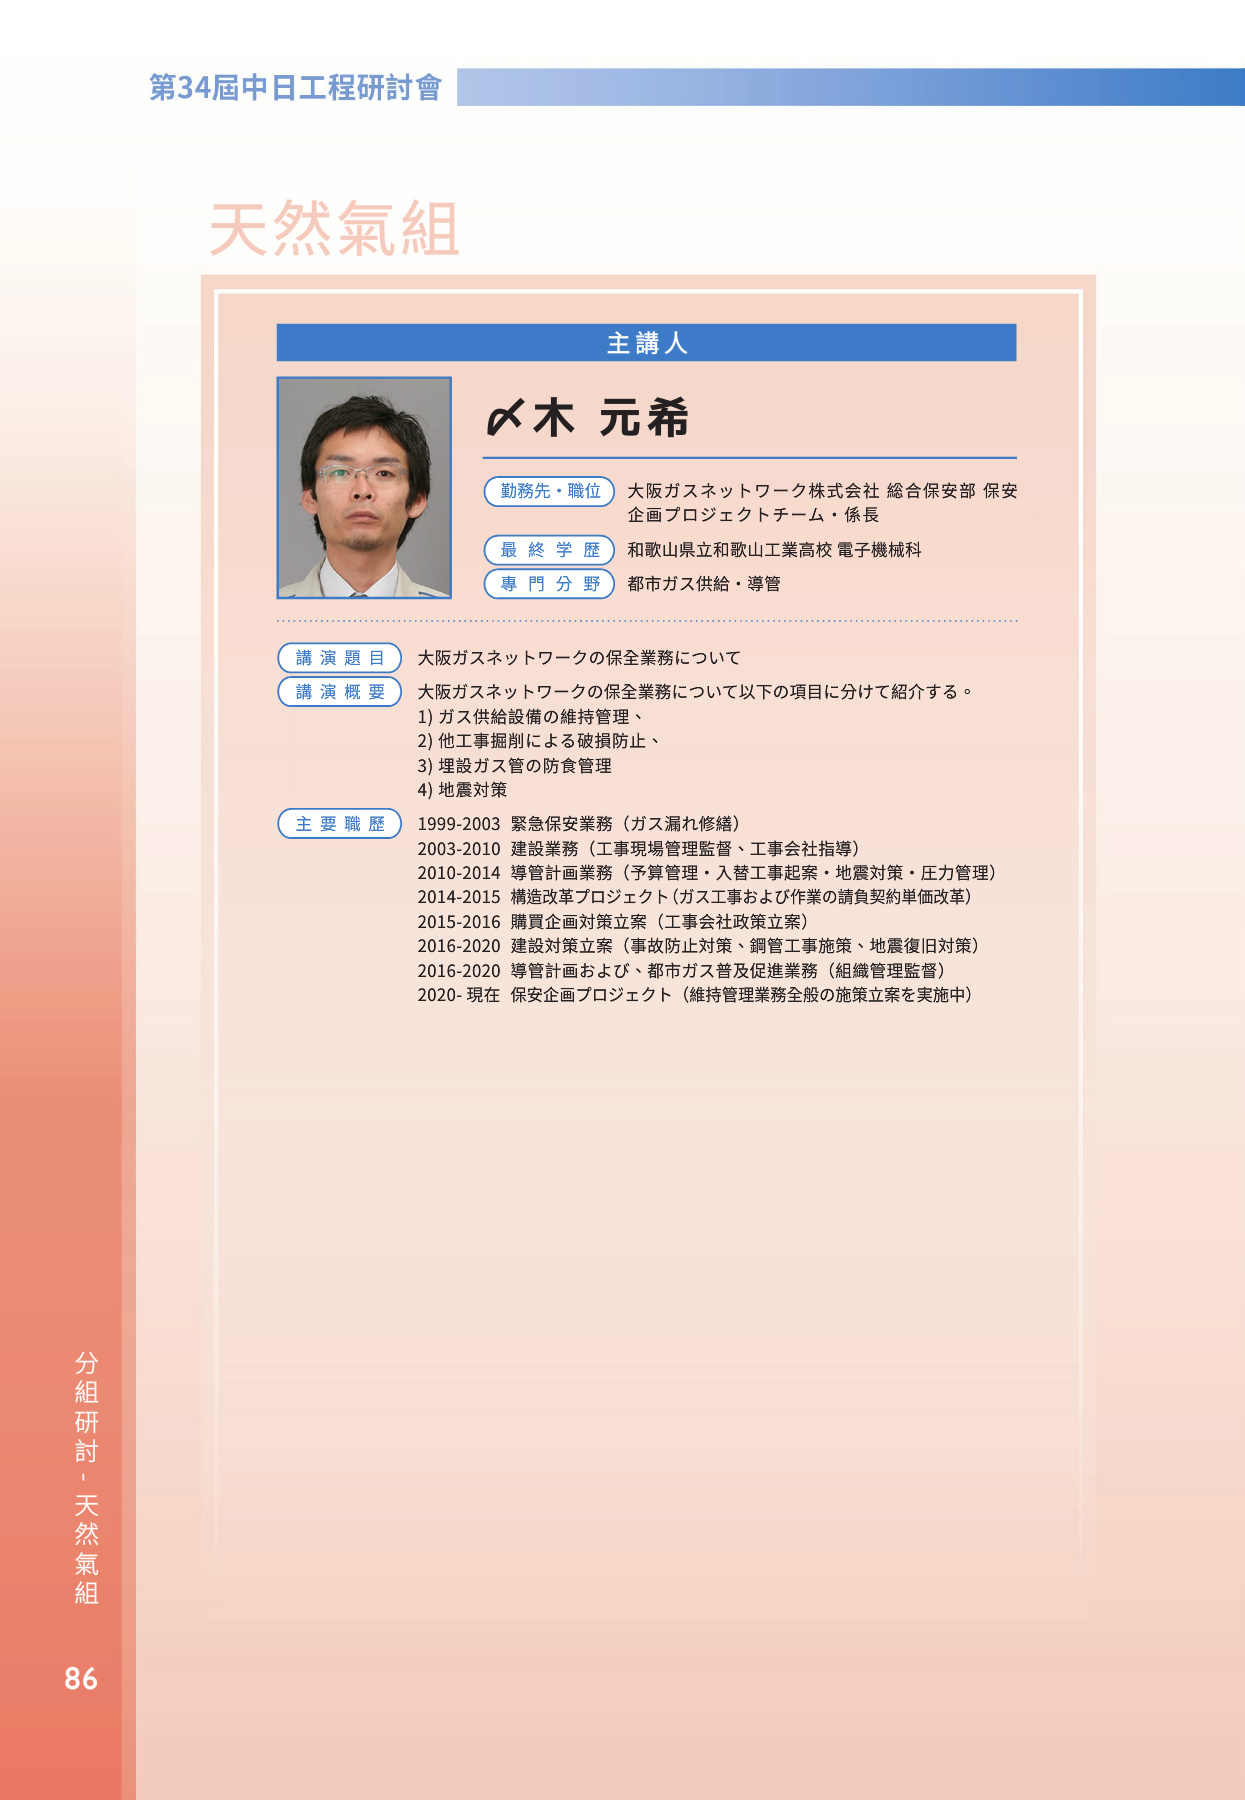 第34屆中日工程研討會
天然氣組
主講人
〆木 元希
勤務先・職位 大阪ガスネットワーク株式会社 総合保安部 保安
企画プロジェクトチーム・係長
最終学歴 和歌山県立和歌山工業高校 電子機械科
專門分野 都市ガス供給・導管
講演題目 大阪ガスネットワークの保全業務について
講演概要 大阪ガスネットワークの保全業務について以下の項目に分けて紹介する。
1) ガス供給設備の維持管理、
2) 他工事掘削による破損防止、
3) 埋設ガス管の防食管理
4) 地震対策
主要職歷 1999-2003 緊急保安業務（ガス漏れ修繕）
2003-2010 建設業務（工事現場管理監督、工事会社指導）
2010-2014 導管計画業務（予算管理・入替工事起案・地震対策・圧力管理）
2014-2015 構造改革プロジェクト（ガス工事および作業の請負契約単価改革）
2015-2016 購買企画対策立案（工事会社政策立案）
2016-2020 建設対策立案（事故防止対策、鋼管工事施策、地震復旧対策）
2016-2020 導管計画および、都市ガス普及促進業務（組織管理監督）
2020- 現在 保安企画プロジェクト（維持管理業務全般の施策立案を実施中）
分組研討-天然氣組
86